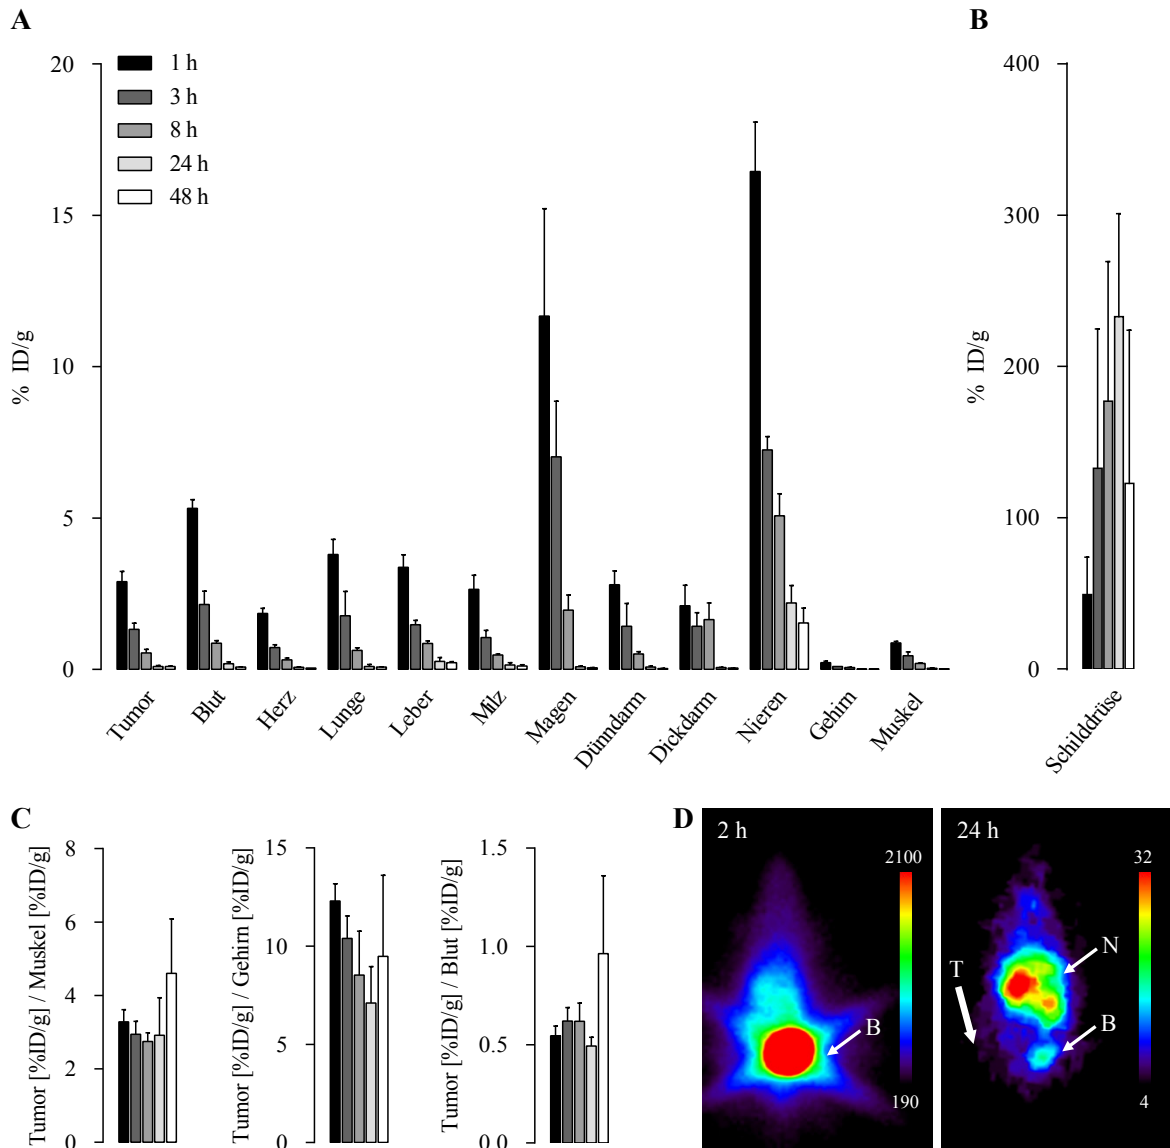 A
B
20
15
10
5
0
% ID/g
1 h
3 h
8 h
24 h
48 h
Tumor
Blut
Herz
Lunge
Leber
Milz
Magen
Dünndarm
Dickdarm
Nieren
Gehirn
Muskel
400
300
200
100
0
% ID/g
Schilddrüse
C
8
6
4
2
0
Tumor [%ID/g] / Muskel [%ID/g]
15
10
5
0
Tumor [%ID/g] / Gehirn [%ID/g]
1.5
1.0
0.5
0 0
Tumor [%ID/g] / Blut [%ID/g]
D
2 h
2100
190
B
24 h
32
4
T
N
B